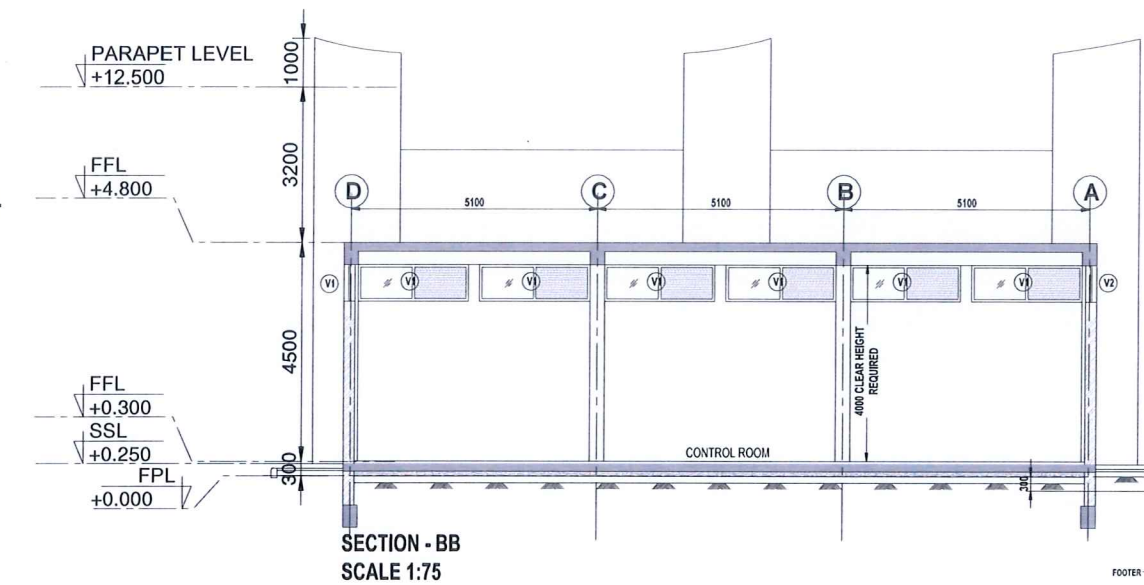 PARAPET LEVEL
+12.500
1000
3200
FFL
+4.800
D
C
B
A
5100
5100
5100
V1
V1
V1
V1
V1
V1
V1
V2
4500
4000 CLEAR HEIGHT
REQUIRED
FFL
+0.300
SSL
+0.250
CONTROL ROOM
300
300
FPL
+0.000
SECTION - BB
SCALE 1:75
FOOTER